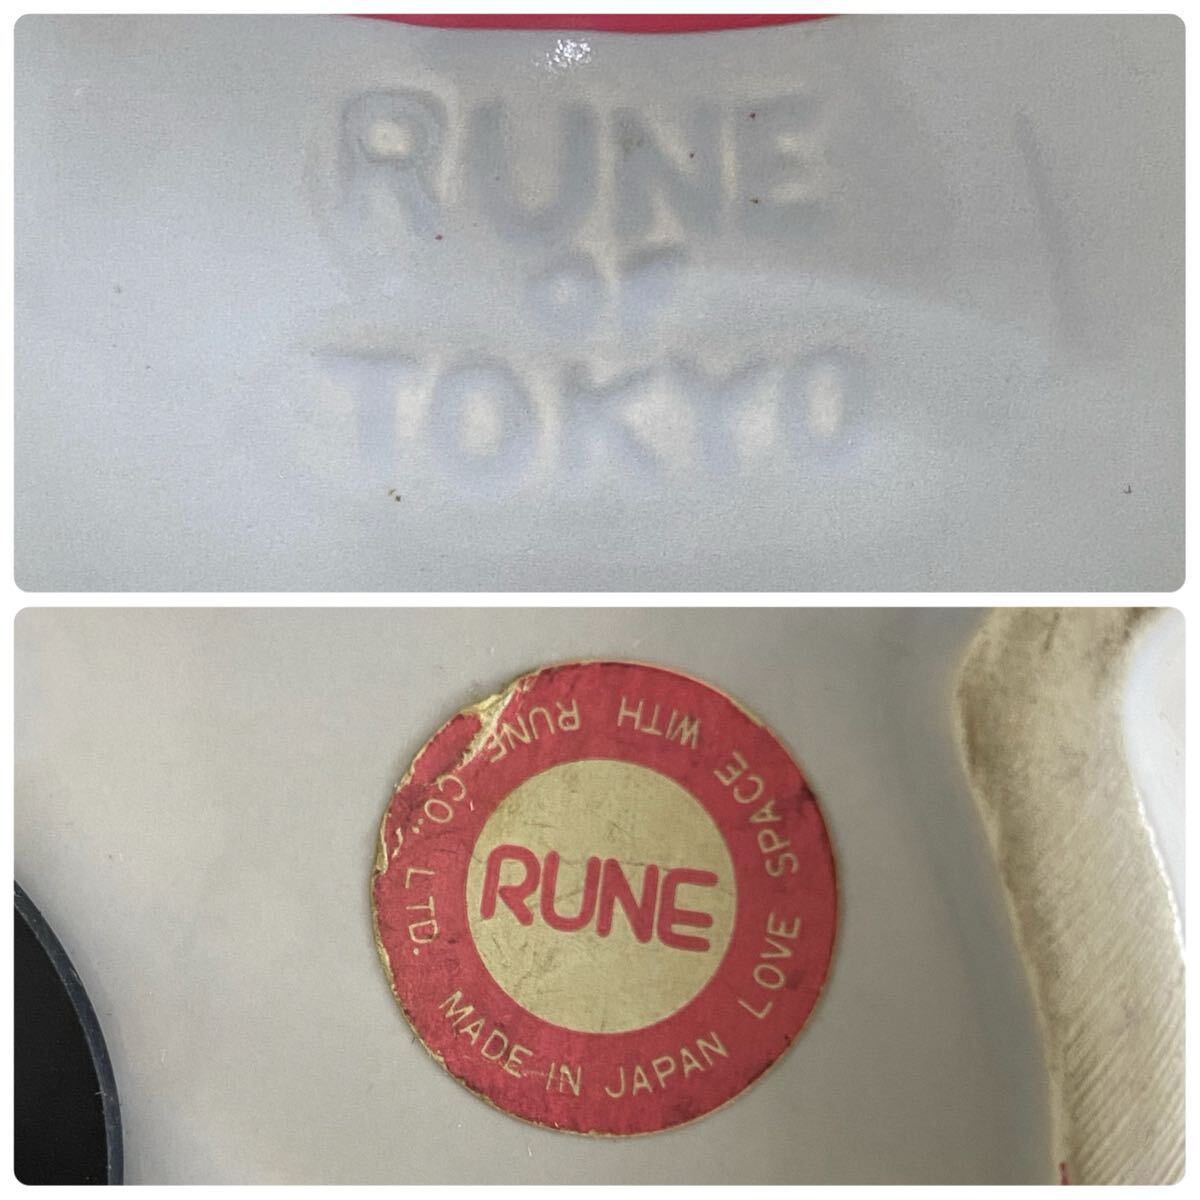 RUNE
OF
TOKYO
RUNE
LOVE SPACE WITH RUNE CO., LTD.
MADE IN JAPAN